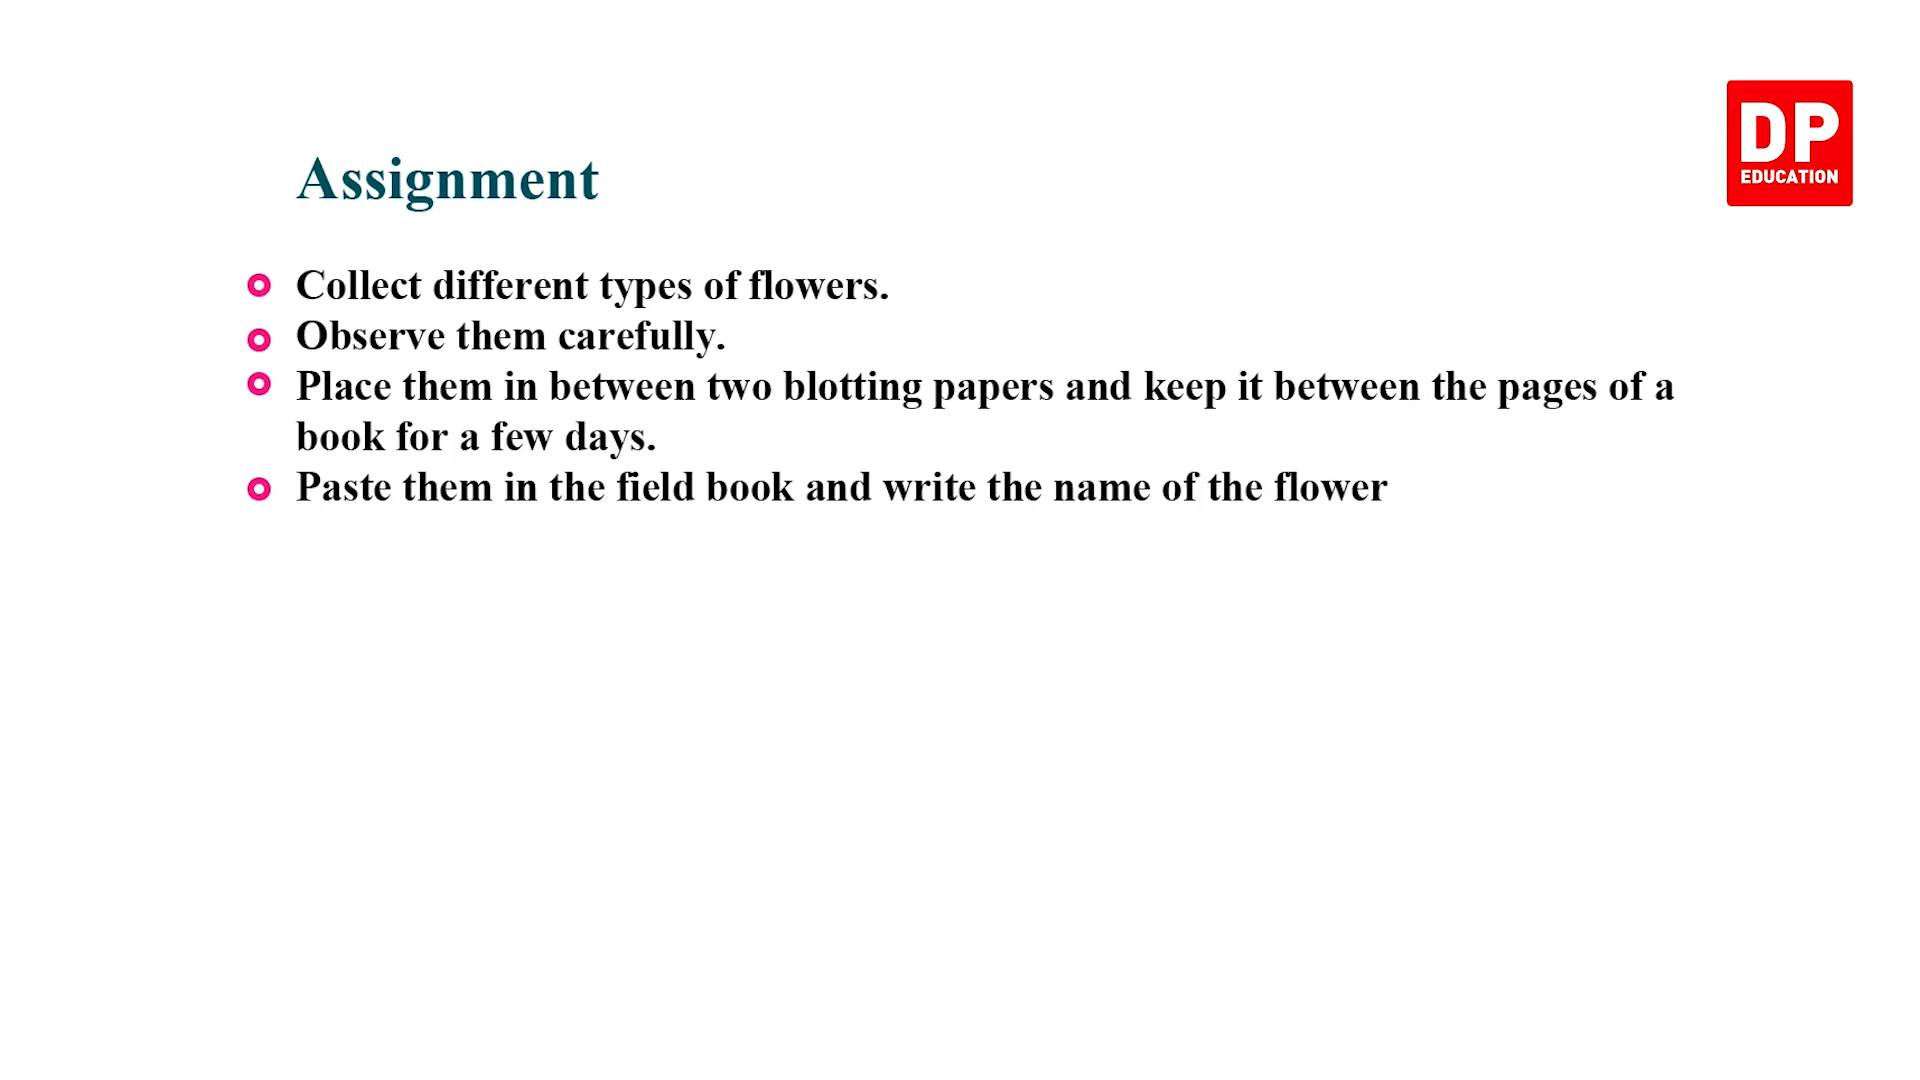 DP
EDUCATION
Assignment
Collect different types of flowers.
Observe them carefully.
Place them in between two blotting papers and keep it between the pages of a
book for a few days.
Paste them in the field book and write the name of the flower